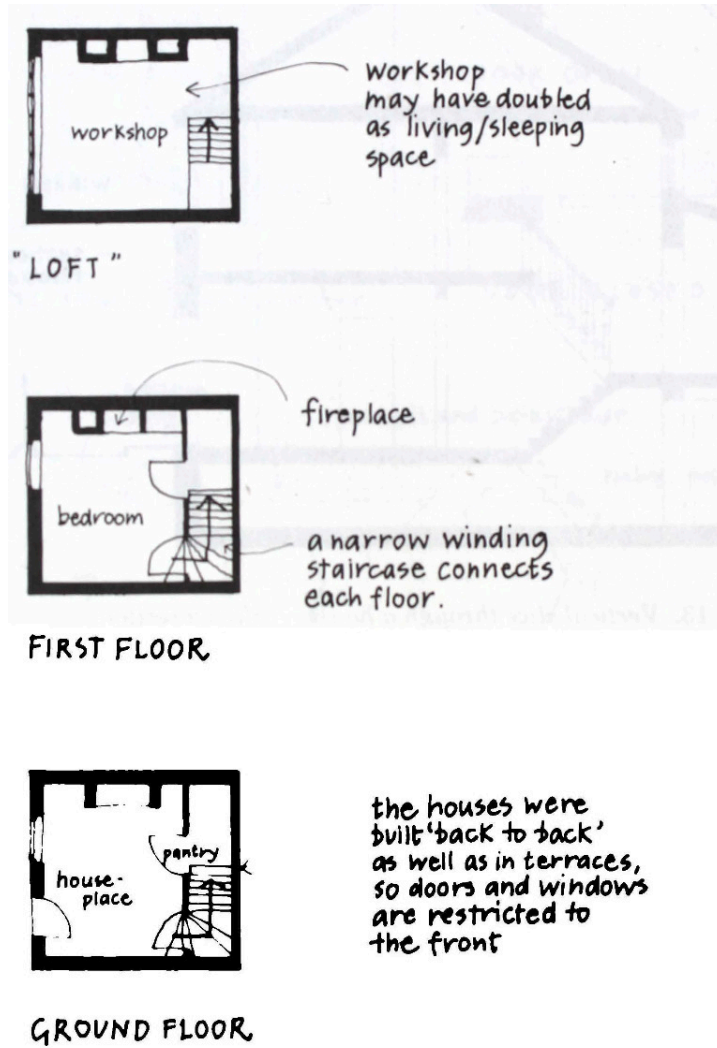 workshop
workshop
may have doubled
as living/sleeping
space
"LOFT"
fireplace
bedroom
a narrow winding
staircase connects
each floor.
FIRST FLOOR
pantry
house-
place
the houses were
built 'back to back'
as well as in terraces,
so doors and windows
are restricted to
the front
GROUND FLOOR